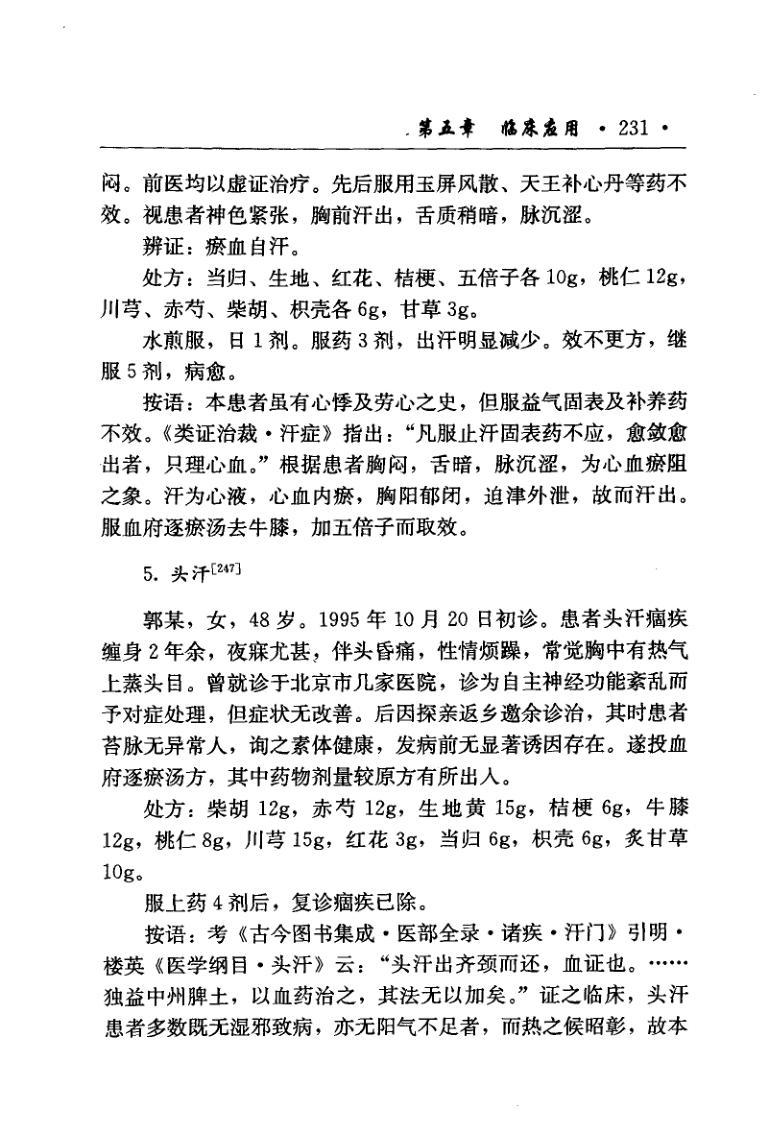 第五章 临床应用 · 231 ·
闷。前医均以虚证治疗。先后服用玉屏风散、天王补心丹等药不
效。视患者神色紧张，胸前汗出，舌质稍暗，脉沉涩。
辨证：瘀血自汗。
处方：当归、生地、红花、桔梗、五倍子各 10g，桃仁 12g，
川芎、赤芍、柴胡、枳壳各 6g，甘草 3g。
水煎服，日 1 剂。服药 3 剂，出汗明显减少。效不更方，继
服 5 剂，病愈。
按语：本患者虽有心悸及劳心之史，但服益气固表及补养药
不效。《类证治裁·汗症》指出：“凡服止汗固表药不应，愈敛愈
出者，只理心血。”根据患者胸闷，舌暗，脉沉涩，为心血瘀阻
之象。汗为心液，心血内瘀，胸阳郁闭，迫津外泄，故而汗出。
服血府逐瘀汤去牛膝，加五倍子而取效。
5. 头汗[247]
郭某，女，48 岁。1995 年 10 月 20 日初诊。患者头汗痼疾
缠身 2 年余，夜寐尤甚，伴头昏痛，性情烦躁，常觉胸中有热气
上蒸头目。曾就诊于北京市几家医院，诊为自主神经功能紊乱而
予对症处理，但症状无改善。后因探亲返乡邀余诊治，其时患者
苔脉无异常人，询之素体健康，发病前无显著诱因存在。遂投血
府逐瘀汤方，其中药物剂量较原方有所出入。
处方：柴胡 12g，赤芍 12g，生地黄 15g，桔梗 6g，牛膝
12g，桃仁 8g，川芎 15g，红花 3g，当归 6g，枳壳 6g，炙甘草
10g。
服上药 4 剂后，复诊痼疾已除。
按语：考《古今图书集成·医部全录·诸疾·汗门》引明·
楼英《医学纲目·头汗》云：“头汗出齐颈而还，血证也。……
独益中州脾土，以血药治之，其法无以加矣。”证之临床，头汗
患者多数既无湿邪致病，亦无阳气不足者，而热之候昭彰，故本